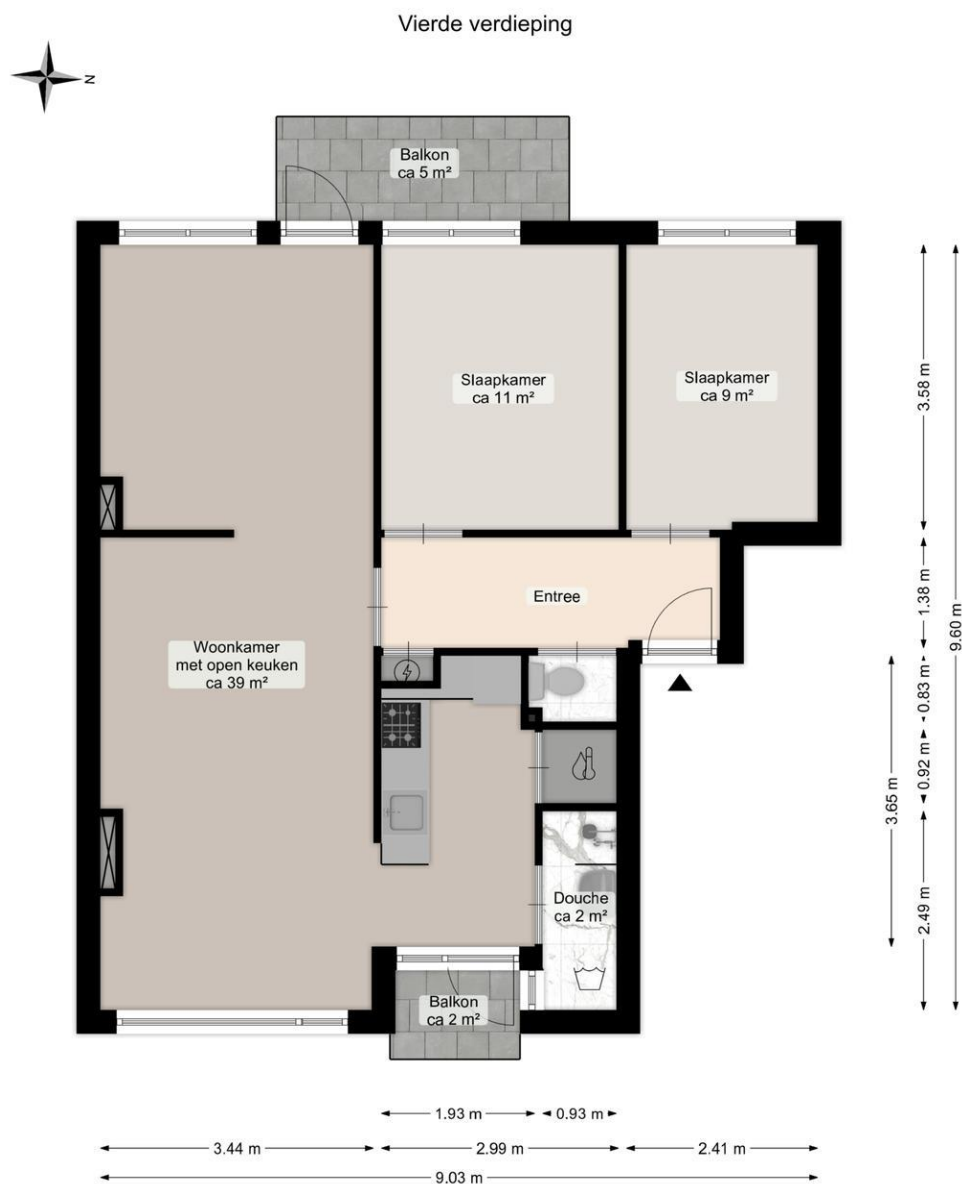 Vierde verdieping
N
Balkon
ca 5 m²
Slaapkamer
ca 11 m²
Slaapkamer
ca 9 m²
3.58 m
Entree
1.38 m
9.60 m
Woonkamer
met open keuken
ca 39 m²
0.83 m
0.92 m
3.65 m
Douche
ca 2 m²
2.49 m
Balkon
ca 2 m²
1.93 m
0.93 m
3.44 m
2.99 m
2.41 m
9.03 m